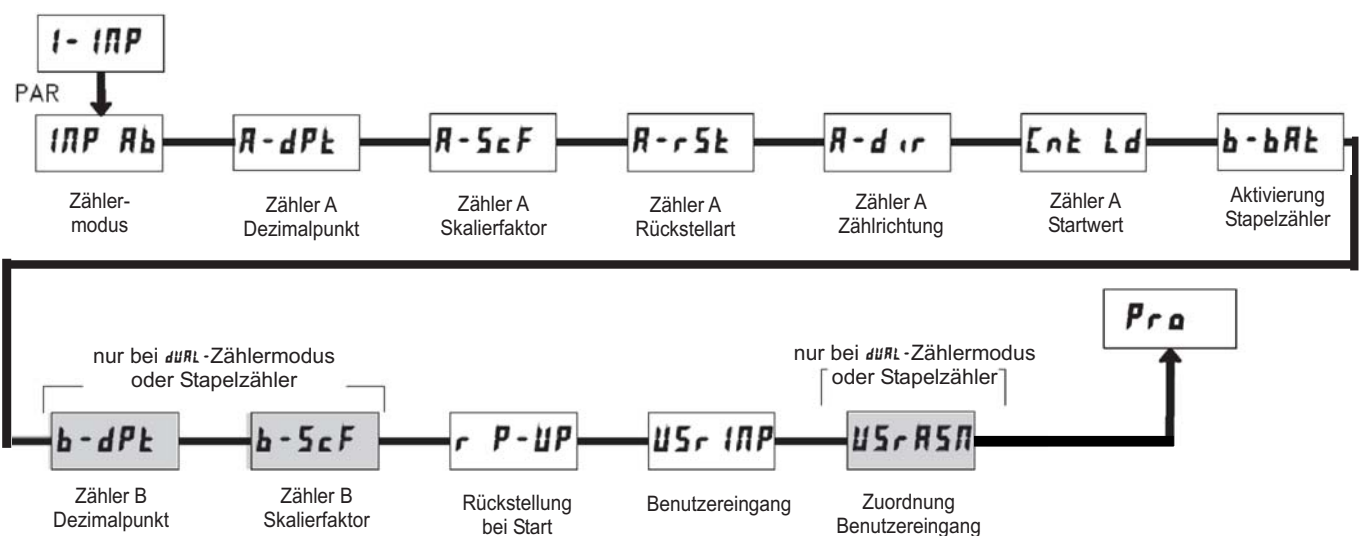 1-INP
PAR
INP Ab
A-dPt
A-ScF
A-rSt
A-dir
Cnt Ld
b-bAt
Zähler-
modus
Zähler A
Dezimalpunkt
Zähler A
Skalierfaktor
Zähler A
Rückstellart
Zähler A
Zählrichtung
Zähler A
Startwert
Aktivierung
Stapelzähler
Pro
nur bei dUAL-Zählermodus
oder Stapelzähler
nur bei dUAL-Zählermodus
oder Stapelzähler
b-dPt
b-ScF
r P-UP
USr INP
USrASN
Zähler B
Dezimalpunkt
Zähler B
Skalierfaktor
Rückstellung
bei Start
Benutzereingang
Zuordnung
Benutzereingang